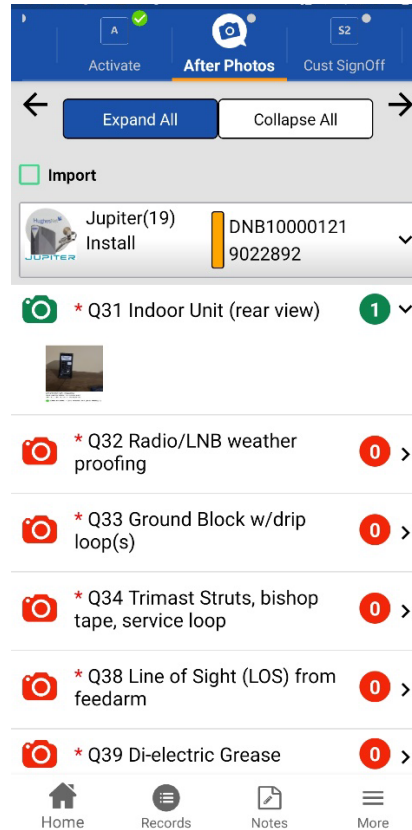 A
S2
Activate
After Photos
Cust SignOff
Expand All
Collapse All
Import
HughesNet
JUPITER
Jupiter(19)
Install
DNB10000121
9022892
* Q31 Indoor Unit (rear view)
1
* Q32 Radio/LNB weather
proofing
0
* Q33 Ground Block w/drip
loop(s)
0
* Q34 Trimast Struts, bishop
tape, service loop
0
* Q38 Line of Sight (LOS) from
feedarm
0
* Q39 Di-electric Grease
0
Home
Records
Notes
More